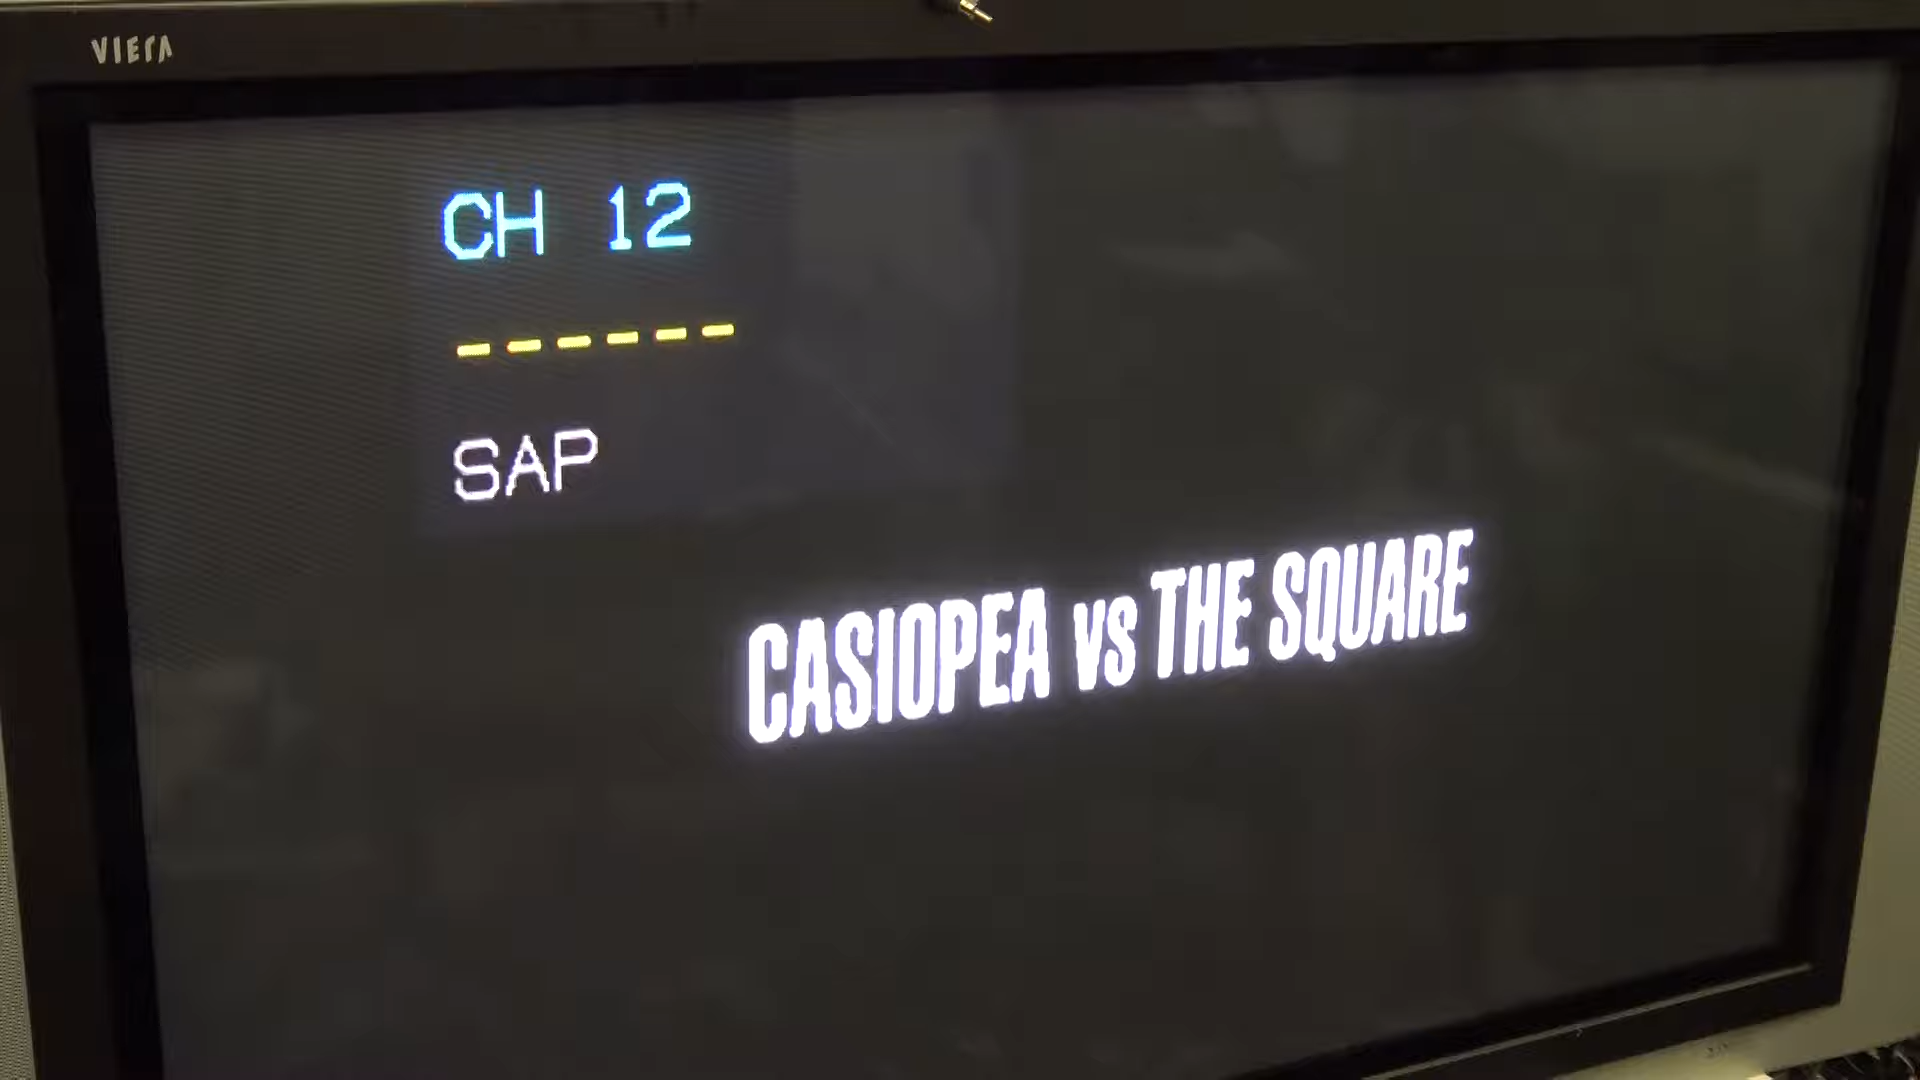 VIERA
CH 12
------
SAP
CASIOPEA VS THE SQUARE